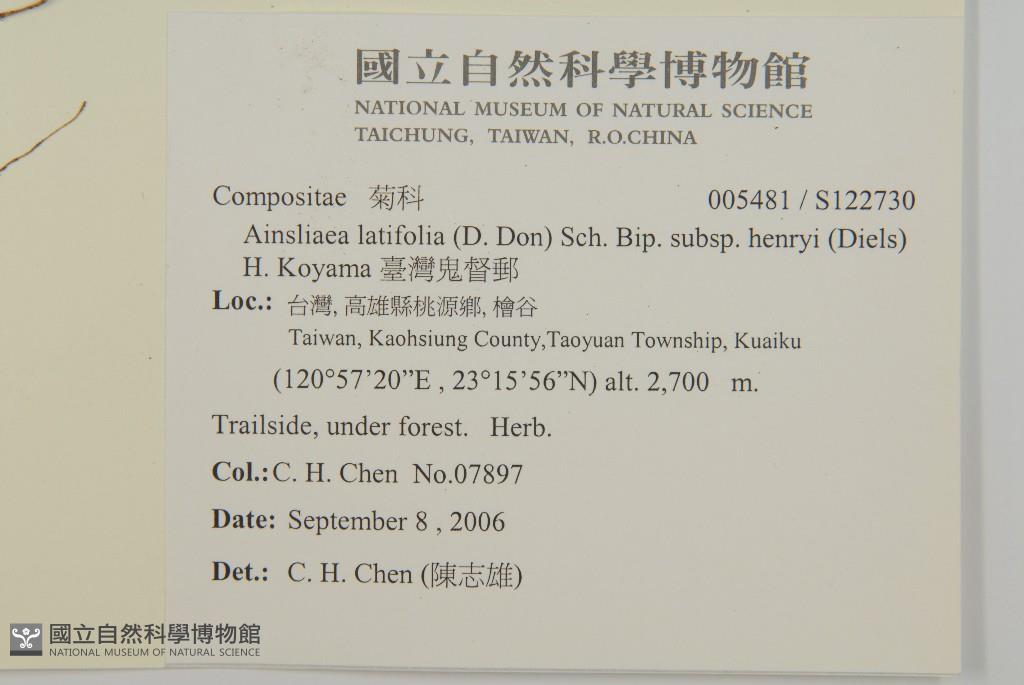 國立自然科學博物館
NATIONAL MUSEUM OF NATURAL SCIENCE
TAICHUNG, TAIWAN, R.O.CHINA
Compositae 菊科 005481 / S122730
Ainsliaea latifolia (D. Don) Sch. Bip. subsp. henryi (Diels)
H. Koyama 臺灣鬼督郵
Loc.: 台灣, 高雄縣桃源鄉, 檜谷
Taiwan, Kaohsiung County,Taoyuan Township, Kuaiku
(120°57’20”E , 23°15’56”N) alt. 2,700 m.
Trailside, under forest. Herb.
Col.: C. H. Chen No.07897
Date: September 8 , 2006
Det.: C. H. Chen (陳志雄)
國立自然科學博物館
NATIONAL MUSEUM OF NATURAL SCIENCE